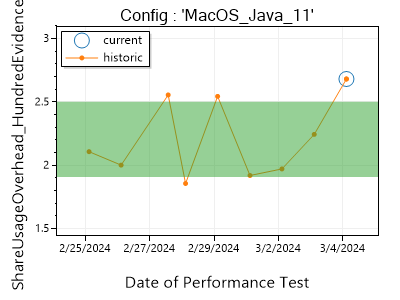 Config : 'MacOS_Java_11'
current
historic
ShareUsageOverhead_HundredEvidence
3
2.5
2
1.5
2/25/2024
2/27/2024
2/29/2024
3/2/2024
3/4/2024
Date of Performance Test